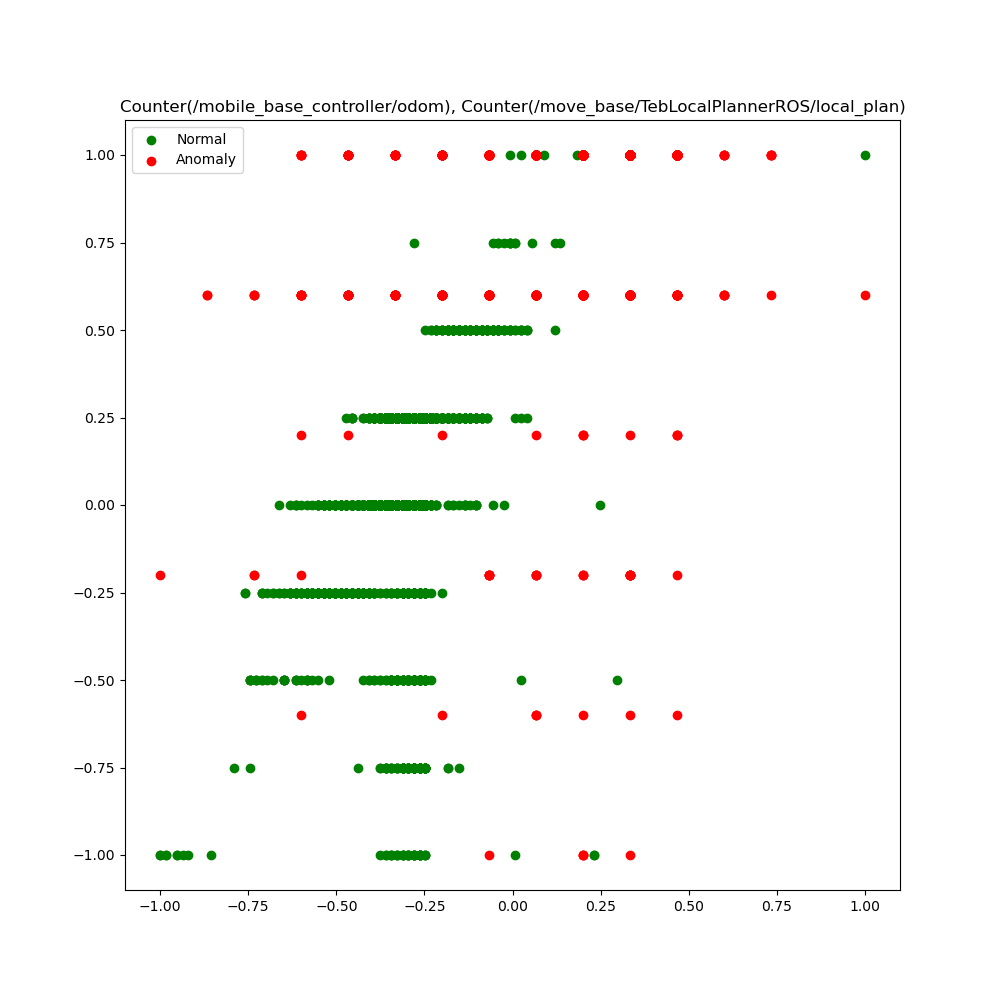 Counter(/mobile_base_controller/odom), Counter(/move_base/TebLocalPlannerROS/local_plan)
Normal
Anomaly
1.00
0.75
0.50
0.25
0.00
−0.25
−0.50
−0.75
−1.00
−1.00 −0.75 −0.50 −0.25 0.00 0.25 0.50 0.75 1.00